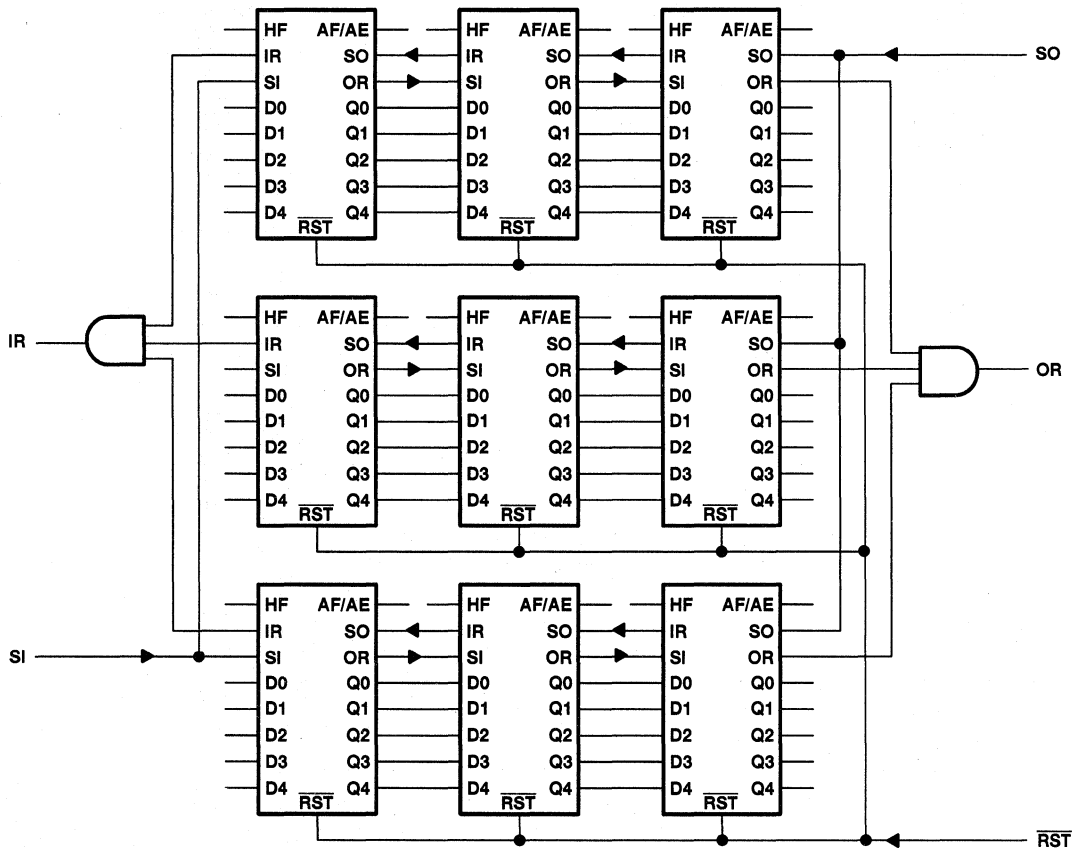 HF AF/AE HF AF/AE HF AF/AE
IR SO IR SO IR SO SO
SI OR SI OR SI OR
D0 Q0 D0 Q0 D0 Q0
D1 Q1 D1 Q1 D1 Q1
D2 Q2 D2 Q2 D2 Q2
D3 Q3 D3 Q3 D3 Q3
D4 Q4 D4 Q4 D4 Q4
RST RST RST
HF AF/AE HF AF/AE HF AF/AE
IR IR SO IR SO IR SO
SI OR SI OR SI OR OR
D0 Q0 D0 Q0 D0 Q0
D1 Q1 D1 Q1 D1 Q1
D2 Q2 D2 Q2 D2 Q2
D3 Q3 D3 Q3 D3 Q3
D4 Q4 D4 Q4 D4 Q4
RST RST RST
HF AF/AE HF AF/AE HF AF/AE
IR SO IR SO IR SO
SI SI OR SI OR SI OR
D0 Q0 D0 Q0 D0 Q0
D1 Q1 D1 Q1 D1 Q1
D2 Q2 D2 Q2 D2 Q2
D3 Q3 D3 Q3 D3 Q3
D4 Q4 D4 Q4 D4 Q4
RST RST RST
RST